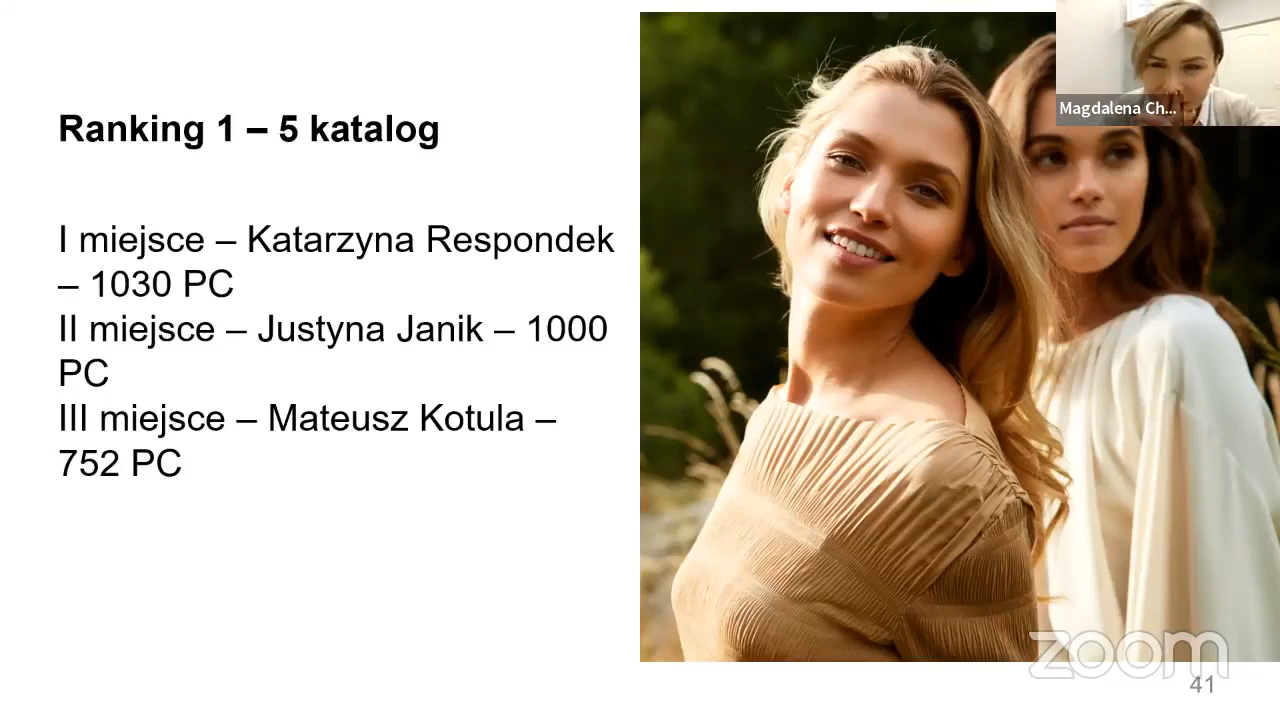 Magdalena Ch...
Ranking 1 – 5 katalog
I miejsce – Katarzyna Respondek
– 1030 PC
II miejsce – Justyna Janik – 1000
PC
III miejsce – Mateusz Kotula –
752 PC
zoom
41